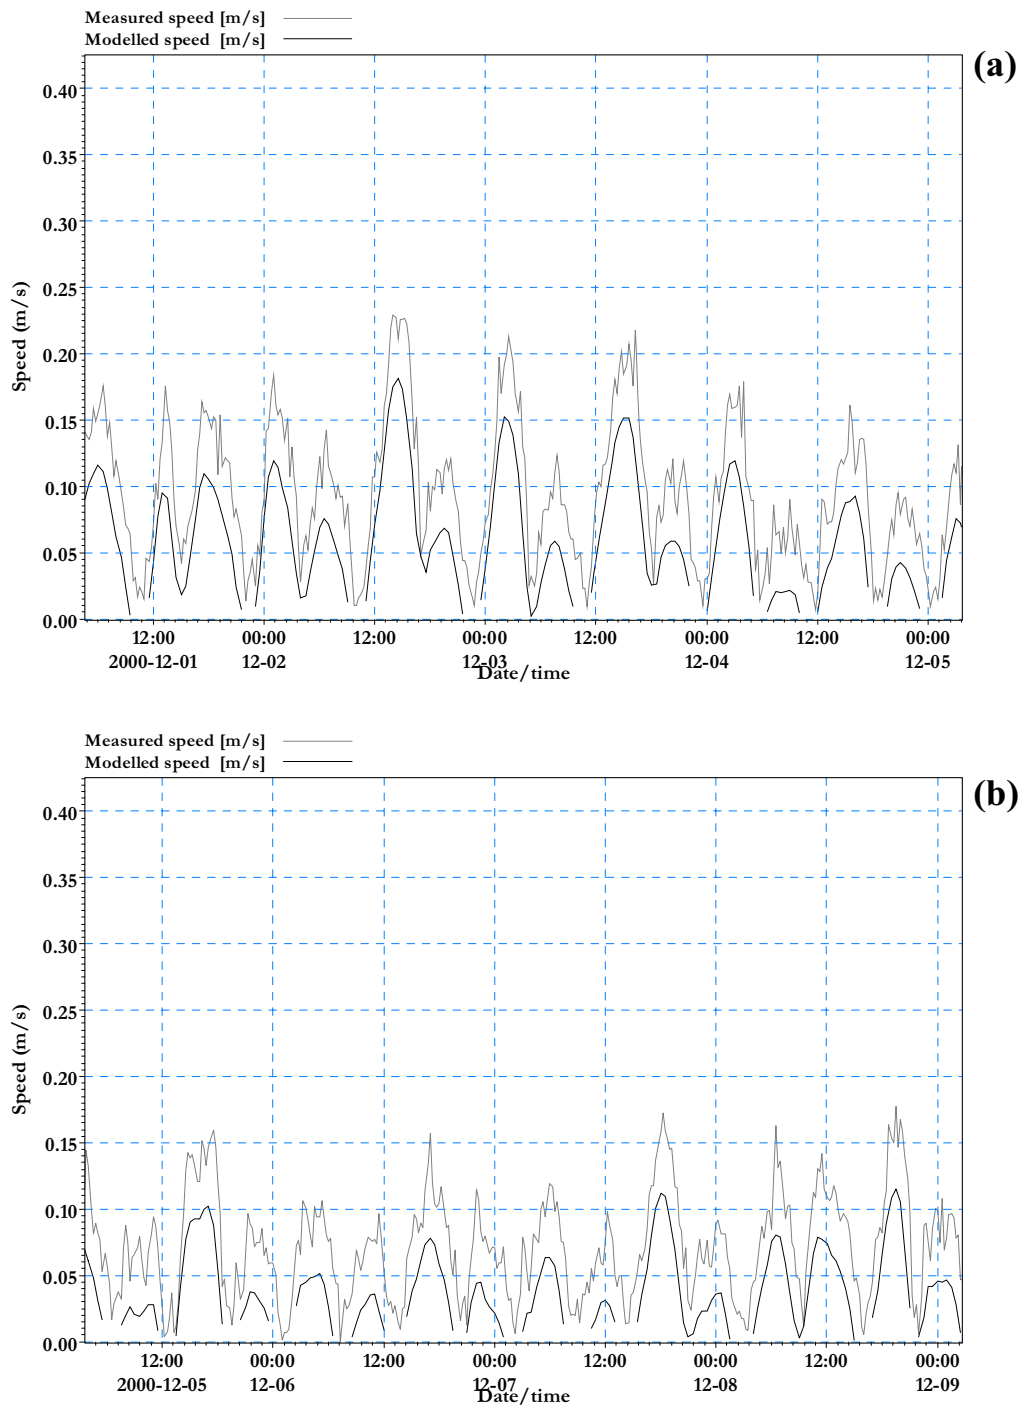 Measured speed [m/s]
Modelled speed [m/s]
(a)
0.40
0.35
0.30
0.25
0.20
0.15
0.10
0.05
0.00
Speed (m/s)
12:00 00:00 12:00 00:00 12:00 00:00 12:00 00:00
2000-12-01 12-02 12-03 12-04 12-05
Date/time
Measured speed [m/s]
Modelled speed [m/s]
(b)
0.40
0.35
0.30
0.25
0.20
0.15
0.10
0.05
0.00
Speed (m/s)
12:00 00:00 12:00 00:00 12:00 00:00 12:00 00:00
2000-12-05 12-06 12-07 12-08 12-09
Date/time